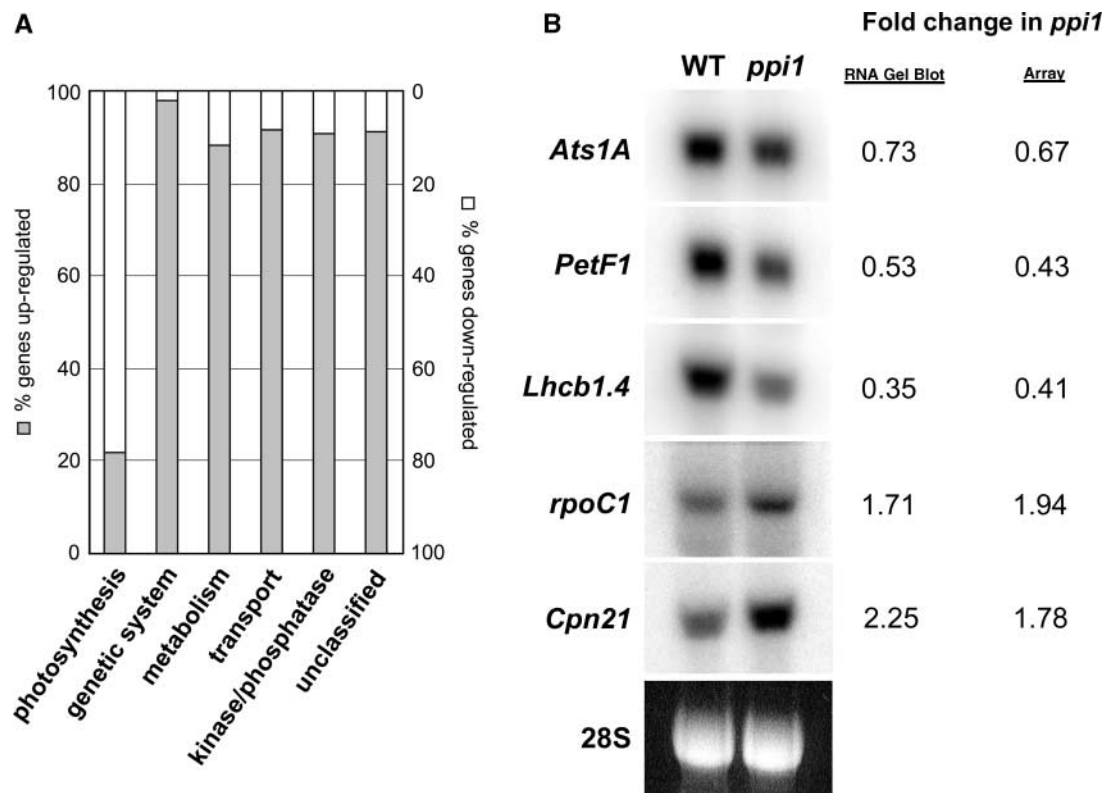 A
100
80
60
40
20
0
% genes up-regulated
0
20
40
60
80
100
% genes down-regulated
photosynthesis
genetic system
metabolism
transport
kinase/phosphatase
unclassified
B
Fold change in ppi1
WT ppi1 RNA Gel Blot Array
Ats1A 0.73 0.67
PetF1 0.53 0.43
Lhcb1.4 0.35 0.41
rpoC1 1.71 1.94
Cpn21 2.25 1.78
28S